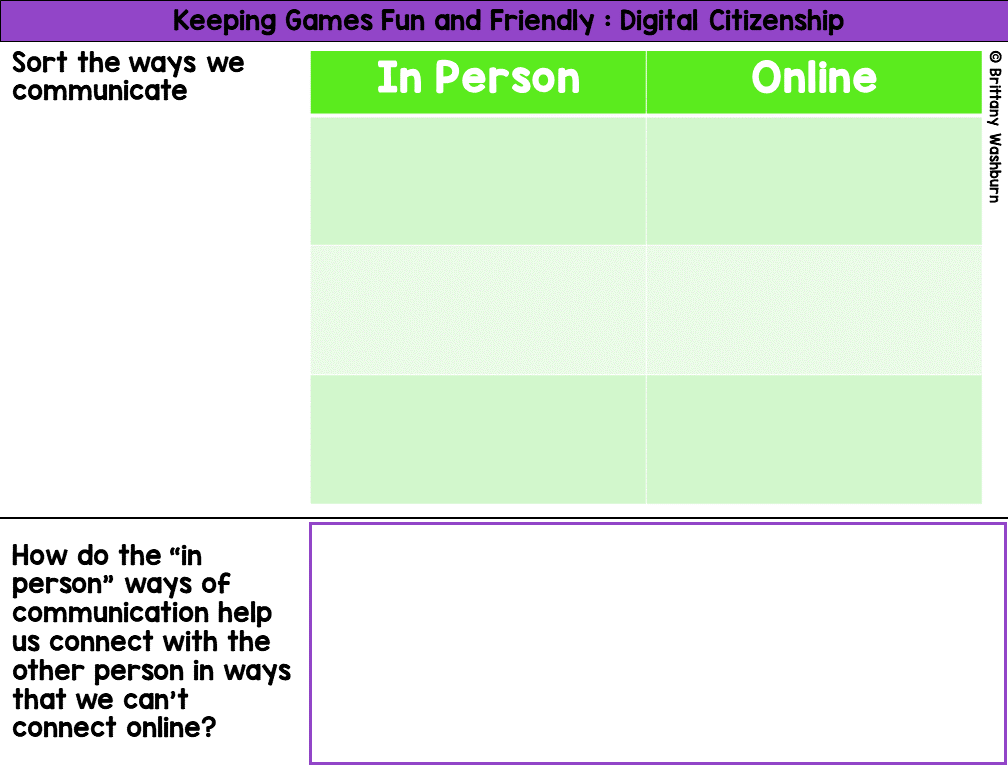 Keeping Games Fun and Friendly : Digital Citizenship
Sort the ways we
communicate
In Person
Online
© Brittany Washburn
How do the “in
person” ways of
communication help
us connect with the
other person in ways
that we can’t
connect online?